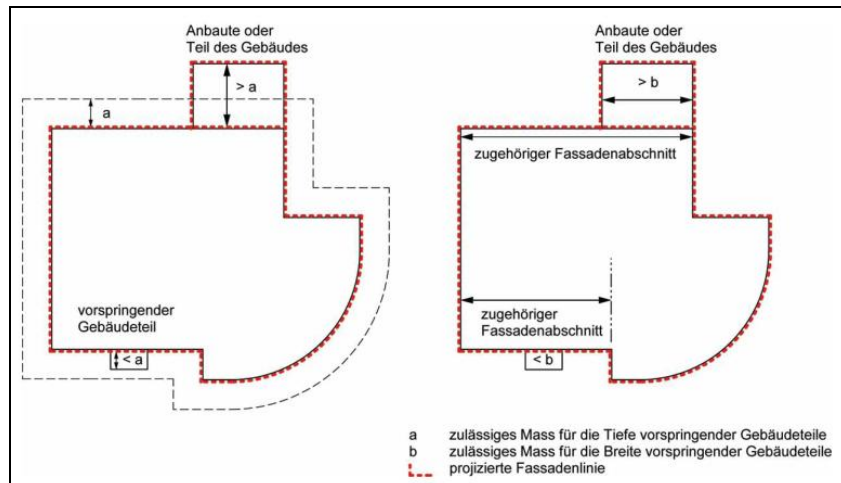 Anbaute oder
Teil des Gebäudes
> a
a
vorspringender
Gebäudeteil
< a
Anbaute oder
Teil des Gebäudes
> b
zugehöriger Fassadenabschnitt
zugehöriger
Fassadenabschnitt
< b
a zulässiges Mass für die Tiefe vorspringender Gebäudeteile
b zulässiges Mass für die Breite vorspringender Gebäudeteile
projizierte Fassadenlinie